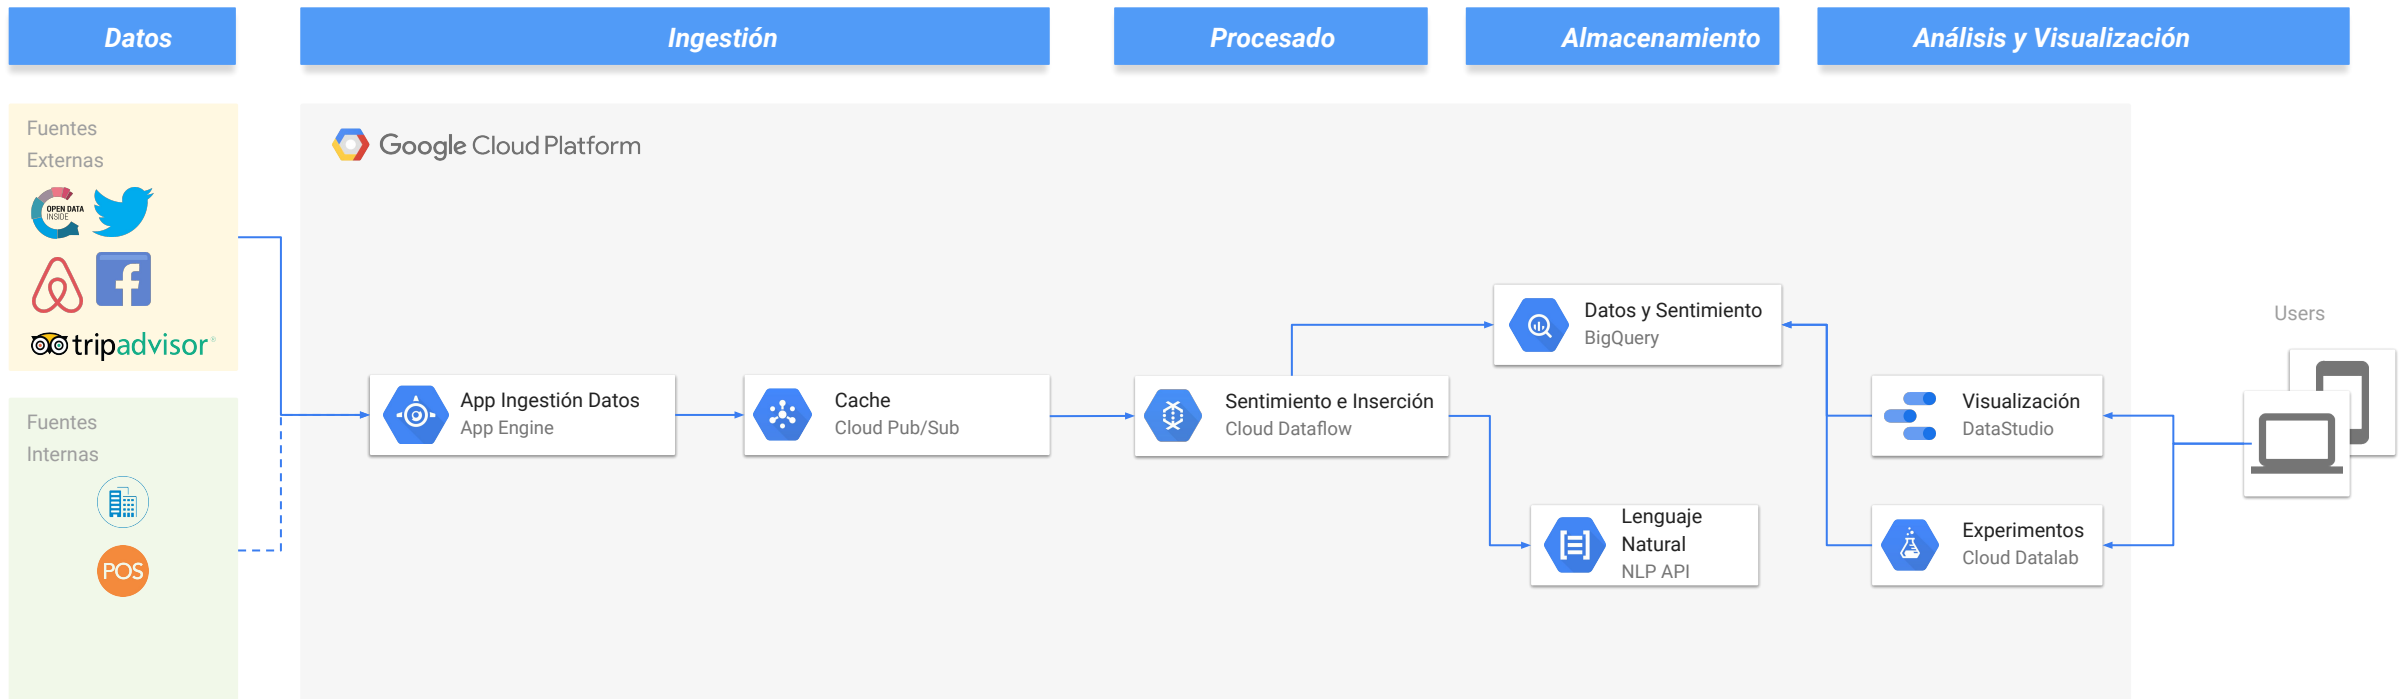 Datos
Ingestión
Procesado
Almacenamiento
Análisis y Visualización
Fuentes
Externas
OPEN DATA
INSIDE
tripadvisor®
Fuentes
Internas
POS
Google Cloud Platform
App Ingestión Datos
App Engine
Cache
Cloud Pub/Sub
Sentimiento e Inserción
Cloud Dataflow
Datos y Sentimiento
BigQuery
Lenguaje
Natural
NLP API
Visualización
DataStudio
Experimentos
Cloud Datalab
Users